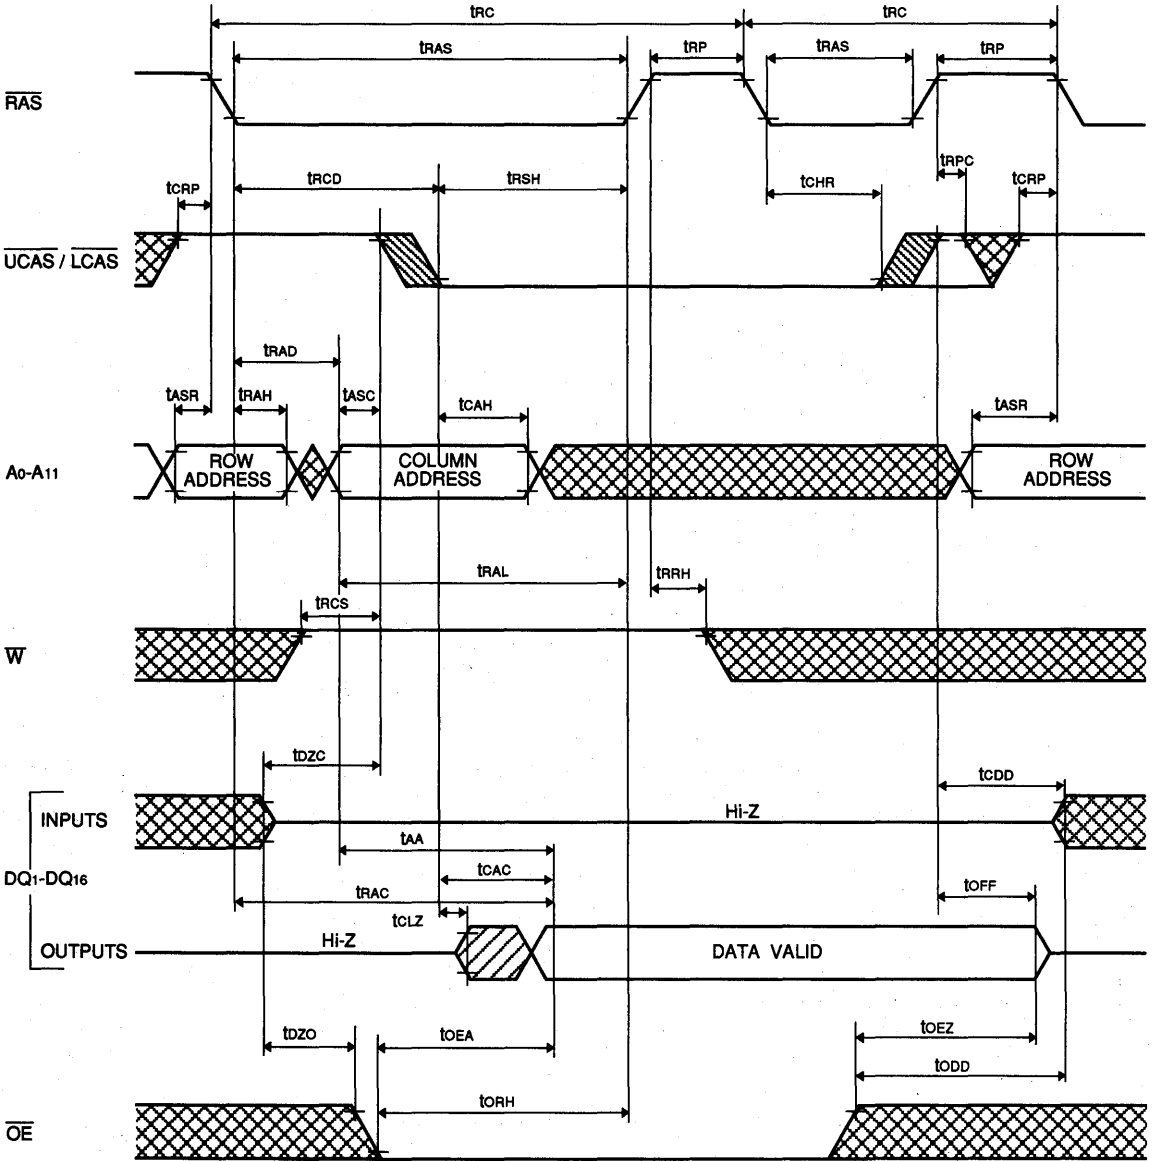 tRC tRC
tRAS tRP tRAS tRP
RAS
tCRP tRCD tRSH tCHR tRPC tCRP
UCAS / LCAS
tRAD
tASR tRAH tASC tCAH tASR
A0-A11 ROW ADDRESS COLUMN ADDRESS ROW ADDRESS
tRAL tRRH
tRCS
W
tDZC tCDD
INPUTS Hi-Z
tAA
DQ1-DQ16 tCAC
tRAC tOFF
tCLZ
OUTPUTS Hi-Z DATA VALID
tDZO tOEA tOEZ
tODD
tORH
OE